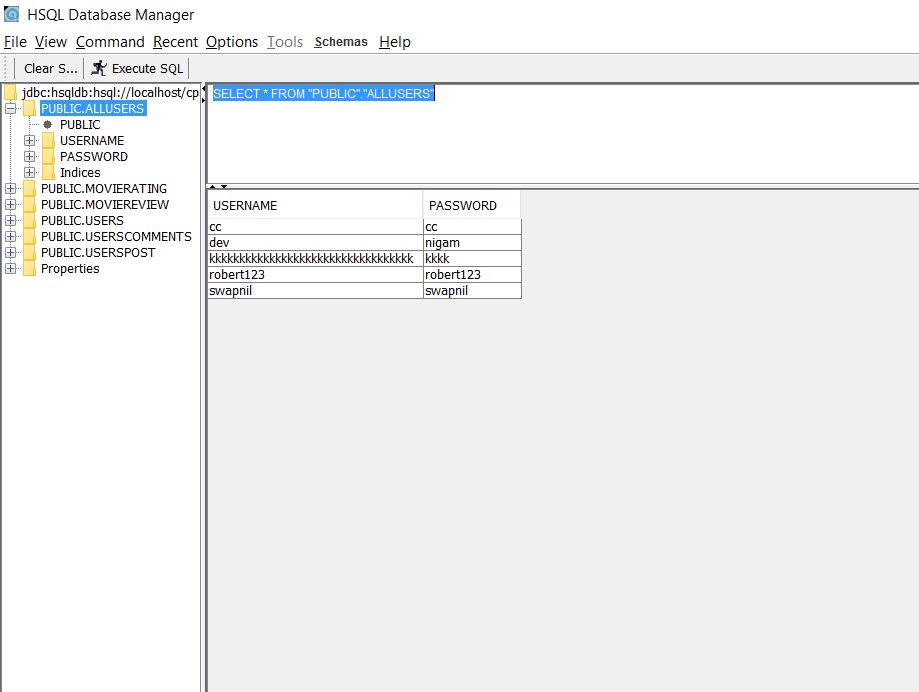 HSQL Database Manager
File View Command Recent Options Tools Schemas Help
Clear S... Execute SQL
jdbc:hsqldb:hsql://localhost/cp
PUBLIC.ALLUSERS
PUBLIC
USERNAME
PASSWORD
Indices
PUBLIC.MOVIERATING
PUBLIC.MOVIEREVIEW
PUBLIC.USERS
PUBLIC.USERSCOMMENTS
PUBLIC.USERSPOST
Properties
SELECT * FROM "PUBLIC"."ALLUSERS"
USERNAME PASSWORD
cc cc
dev nigam
kkkkkkkkkkkkkkkkkkkkkkkkkkkkkkkkkk kkkk
robert123 robert123
swapnil swapnil